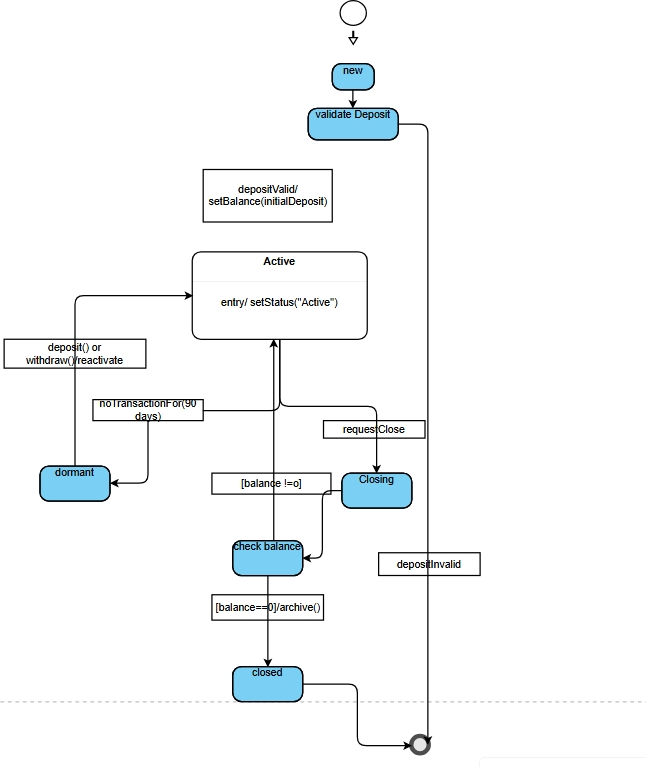 new
validate Deposit
depositValid/
setBalance(initialDeposit)
Active
entry/ setStatus("Active")
deposit() or
withdraw()/reactivate
noTransactionFor(90
days)
requestClose
dormant
[balance !=o]
Closing
check balance
depositInvalid
[balance==0]/archive()
closed